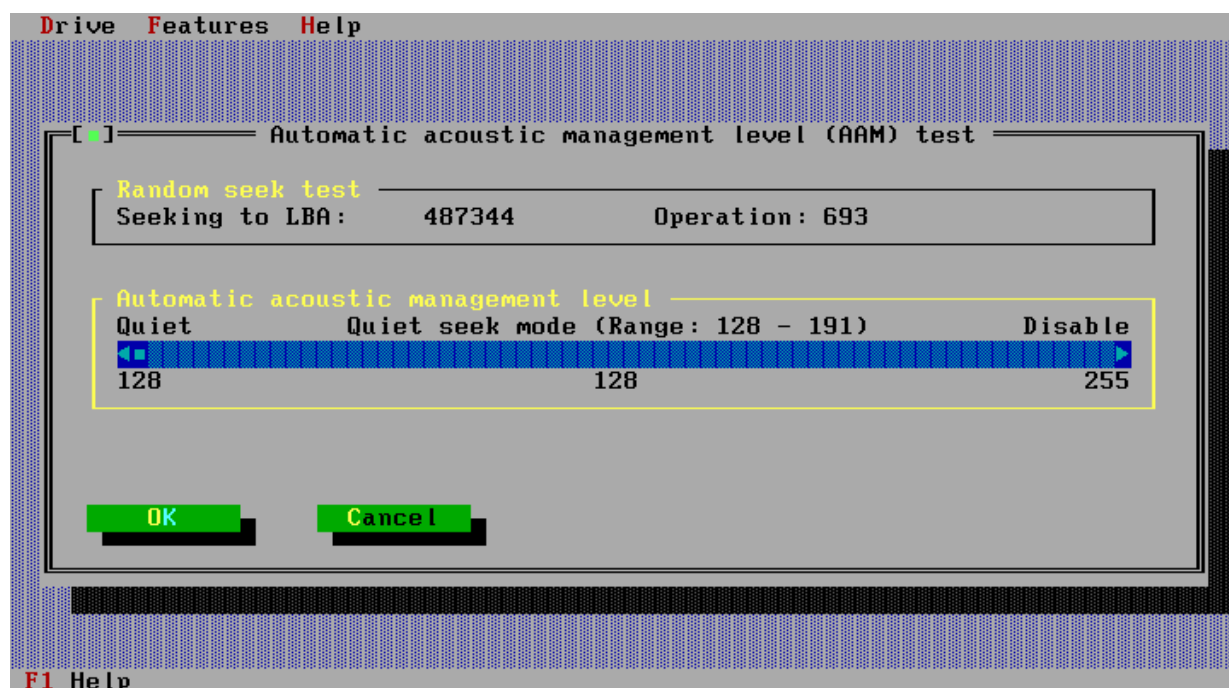 Drive Features Help
[■] Automatic acoustic management level (AAM) test
Random seek test
Seeking to LBA: 487344 Operation: 693
Automatic acoustic management level
Quiet Quiet seek mode (Range: 128 - 191) Disable
128 128 255
OK Cancel
F1 Help